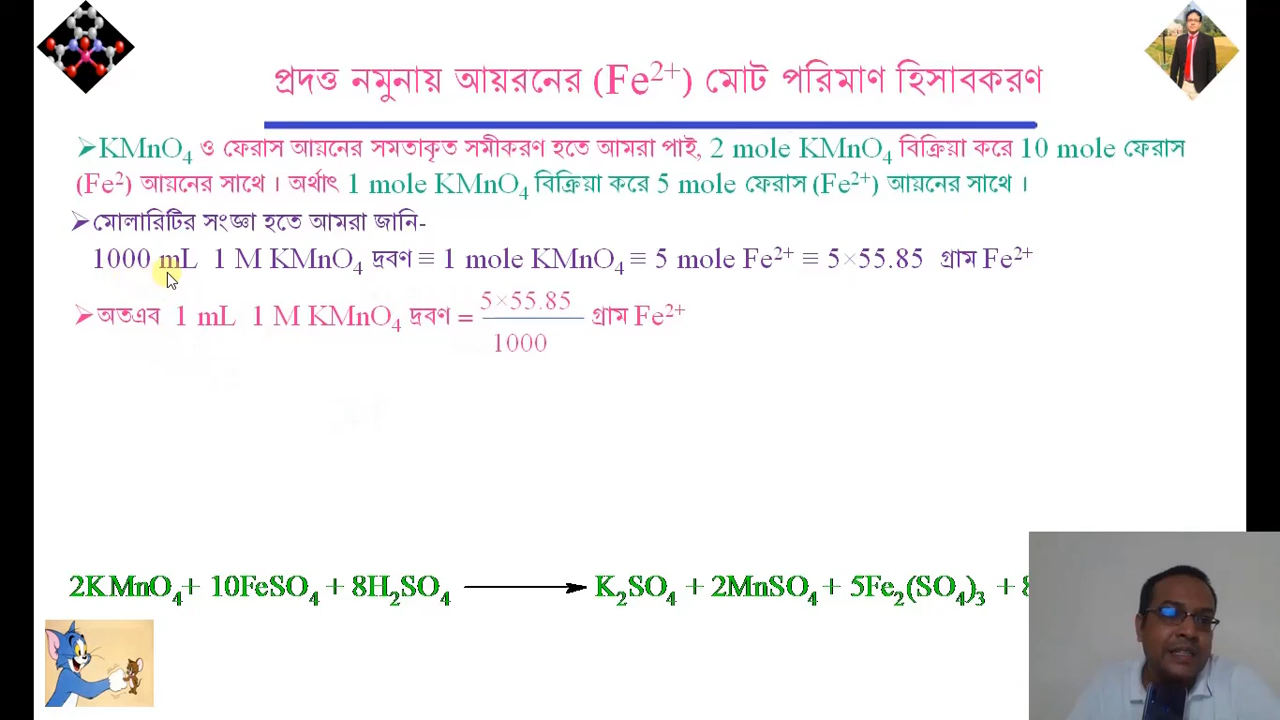 প্রদত্ত নমুনায় আয়রনের (Fe²⁺) মোট পরিমাণ হিসাবকরণ
➢KMnO₄ ও ফেরাস আয়নের সমতাকৃত সমীকরণ হতে আমরা পাই, 2 mole KMnO₄ বিক্রিয়া করে 10 mole ফেরাস
(Fe²) আয়নের সাথে । অর্থাৎ 1 mole KMnO₄ বিক্রিয়া করে 5 mole ফেরাস (Fe²⁺) আয়নের সাথে ।
➢মোলারিটির সংজ্ঞা হতে আমরা জানি-
1000 mL 1 M KMnO₄ দ্রবণ ≡ 1 mole KMnO₄ ≡ 5 mole Fe²⁺ ≡ 5×55.85 গ্রাম Fe²⁺
➢অতএব 1 mL 1 M KMnO₄ দ্রবণ = 5×55.85/1000 গ্রাম Fe²⁺
2KMnO₄+ 10FeSO₄ + 8H₂SO₄ ⟶ K₂SO₄ + 2MnSO₄ + 5Fe₂(SO₄)₃ + 8